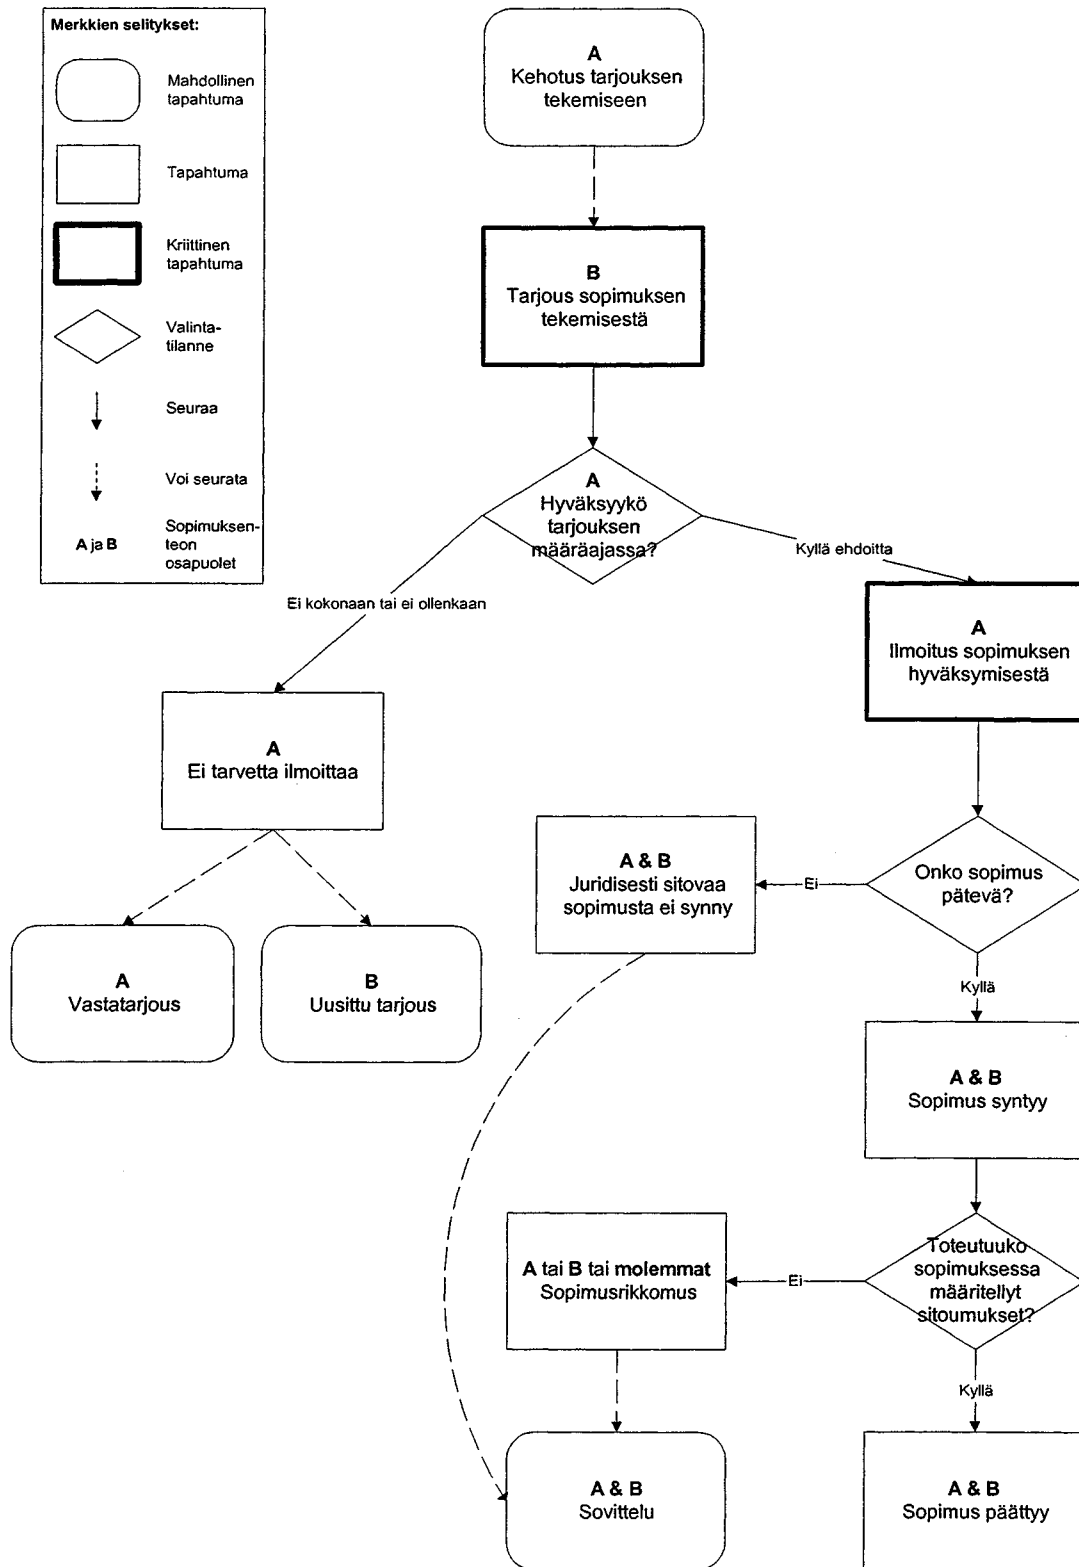 Merkkien selitykset:
Mahdollinen
tapahtuma
Tapahtuma
Kriittinen
tapahtuma
Valinta-
tilanne
Seuraa
Voi seurata
A ja B
Sopimuksen-
teon
osapuolet
A
Kehotus tarjouksen
tekemiseen
B
Tarjous sopimuksen
tekemisestä
A
Hyväksyykö
tarjouksen
määräajassa?
Kyllä ehdoitta
Ei kokonaan tai ei ollenkaan
A
Ilmoitus sopimuksen
hyväksymisestä
A
Ei tarvetta ilmoittaa
A & B
Juridisesti sitovaa
sopimusta ei synny
Ei
Onko sopimus
pätevä?
A
Vastatarjous
B
Uusittu tarjous
Kyllä
A & B
Sopimus syntyy
A tai B tai molemmat
Sopimusrikkomus
Ei
Toteutuuko
sopimuksessa
määritellyt
sitoumukset?
Kyllä
A & B
Sovittelu
A & B
Sopimus päättyy